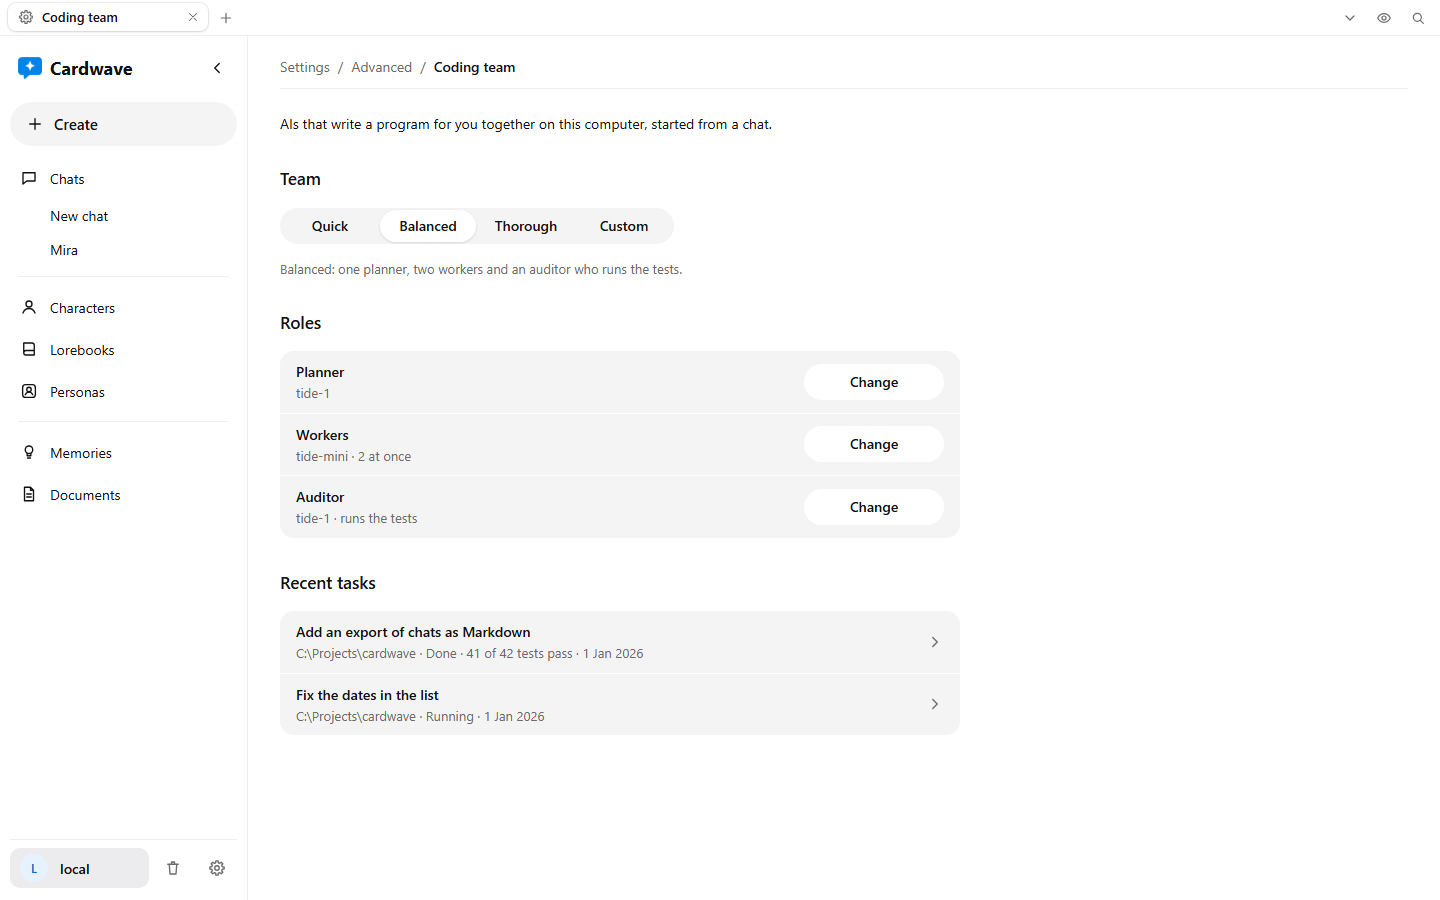 Coding team
Cardwave
Create
Chats
New chat
Mira
Characters
Lorebooks
Personas
Memories
Documents
L
local
Settings / Advanced / Coding team
AIs that write a program for you together on this computer, started from a chat.
Team
Quick
Balanced
Thorough
Custom
Balanced: one planner, two workers and an auditor who runs the tests.
Roles
Planner
tide-1
Change
Workers
tide-mini · 2 at once
Change
Auditor
tide-1 · runs the tests
Change
Recent tasks
Add an export of chats as Markdown
C:\Projects\cardwave · Done · 41 of 42 tests pass · 1 Jan 2026
Fix the dates in the list
C:\Projects\cardwave · Running · 1 Jan 2026